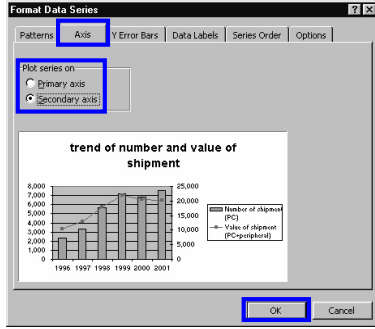 Format Data Series
Patterns
Axis
Y Error Bars
Data Labels
Series Order
Options
Plot series on
Primary axis
Secondary axis
trend of number and value of
shipment
8,000
7,000
6,000
5,000
4,000
3,000
2,000
1,000
0
25,000
20,000
15,000
10,000
5,000
0
1996 1997 1998 1999 2000 2001
Number of shipment
(PC)
Value of shipment
(PC+peripheral)
OK
Cancel